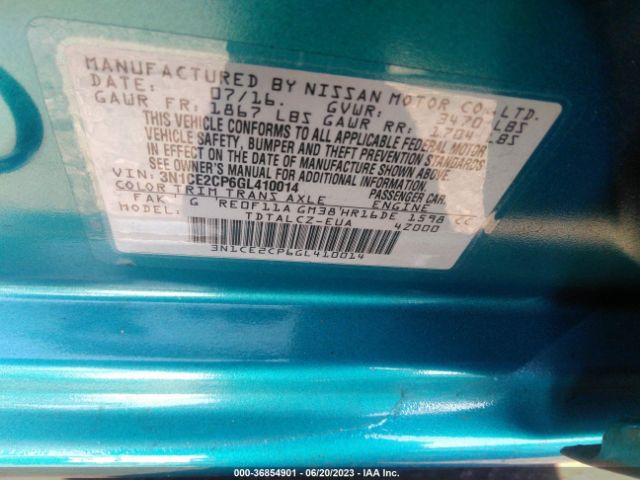 MANUFACTURED BY NISSAN MOTOR CO., LTD.
DATE: 07/16. GVWR: 3470 LBS
GAWR FR: 1867 LBS GAWR RR: 1704 LBS
THIS VEHICLE CONFORMS TO ALL APPLICABLE FEDERAL MOTOR
VEHICLE SAFETY, BUMPER, AND THEFT PREVENTION STANDARDS
IN EFFECT ON THE DATE OF MANUFACTURE SHOWN ABOVE.
SEE OWNER'S MANUAL FOR ADDITIONAL INFORMATION.
VIN: 3N1CE2CP6GL410014 PASSENGER CAR.
COLOR TRIM TRANS AXLE ENGINE
FAK G RE0F11A GM38 HR16DE 1598 CC
MODEL: TDTALCZ-EUA 42000
3N1CE2CP6GL410014
36854901 - 06/20/2023 - IAA Inc.